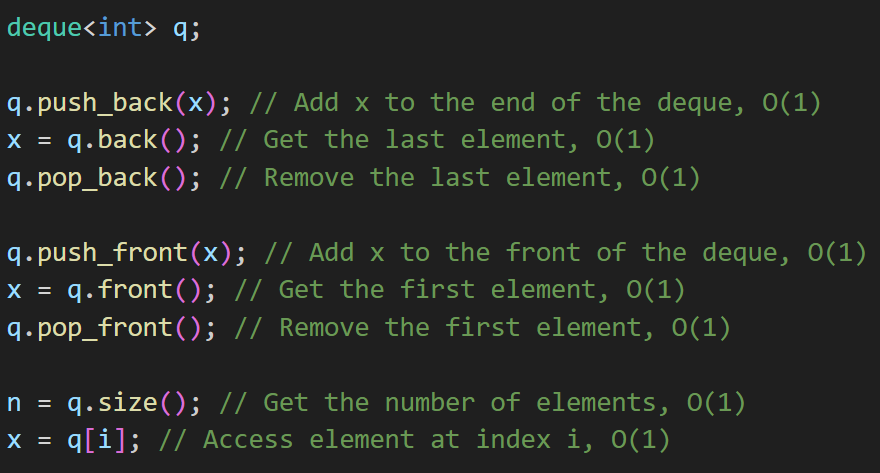 deque<int> q;
q.push_back(x); // Add x to the end of the deque, O(1)
x = q.back(); // Get the last element, O(1)
q.pop_back(); // Remove the last element, O(1)
q.push_front(x); // Add x to the front of the deque, O(1)
x = q.front(); // Get the first element, O(1)
q.pop_front(); // Remove the first element, O(1)
n = q.size(); // Get the number of elements, O(1)
x = q[i]; // Access element at index i, O(1)